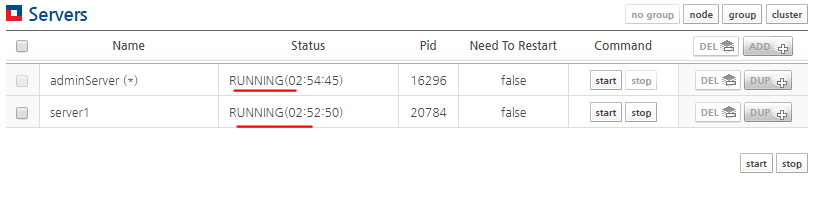 Servers
no group node group cluster
Name Status Pid Need To Restart Command DEL ADD
adminServer (*) RUNNING(02:54:45) 16296 false start stop DEL DUP
server1 RUNNING(02:52:50) 20784 false start stop DEL DUP
start stop